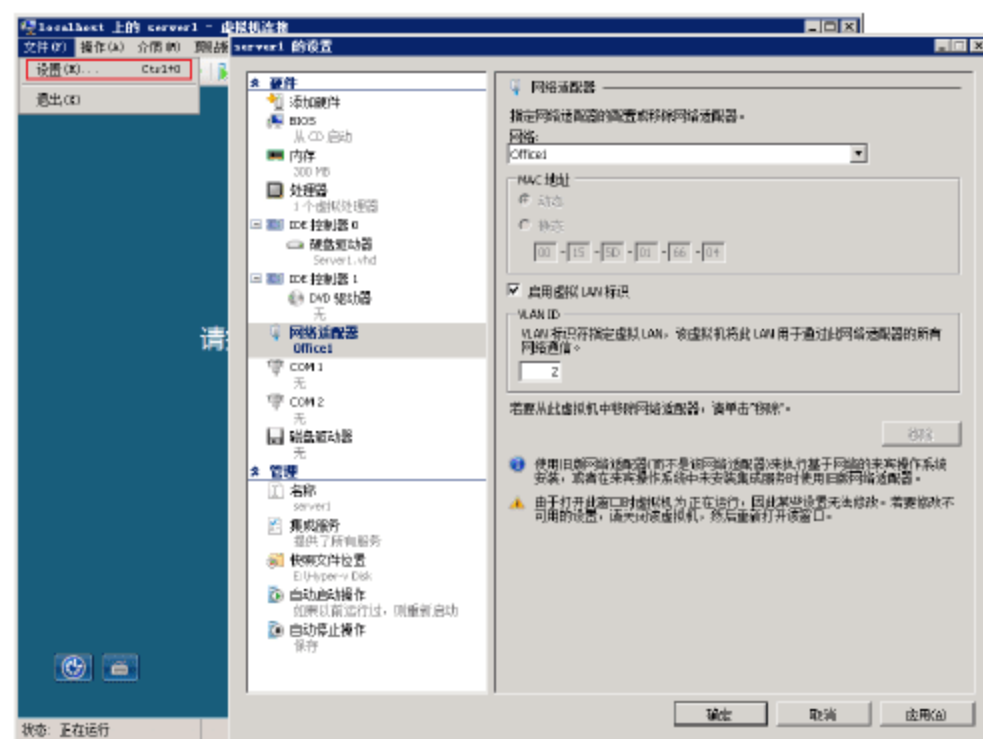 localhost 上的 server1 - 虚拟机连接
文件(F) 操作(A) 介质(M) 剪贴板
设置(E)... Ctrl+O
退出(X)
请
状态: 正在运行
server1 的设置
硬件
添加硬件
BIOS
从 CD 启动
内存
300 MB
处理器
1 个虚拟处理器
IDE 控制器 0
硬盘驱动器
Server1.vhd
IDE 控制器 1
DVD 驱动器
无
网络适配器
Office1
COM 1
无
COM 2
无
磁盘驱动器
无
管理
名称
server1
集成服务
提供了所有服务
快照文件位置
E:\Hyper-v Disk
自动启动操作
如果以前运行过，则重新启动
自动停止操作
保存
网络适配器
指定网络适配器的配置或移除网络适配器。
网络:
Office1
MAC 地址
动态
静态
00 - 15 - 5D - 01 - 66 - 04
启用虚拟 LAN 标识
VLAN ID
VLAN 标识符指定虚拟 LAN，该虚拟机将此 LAN 用于通过此网络适配器的所有
网络通信。
2
若要从此虚拟机中移除网络适配器，请单击"移除"。
移除
使用旧版网络适配器(而不是该网络适配器)来执行基于网络的来宾操作系统
安装，或者在来宾操作系统中未安装集成服务时使用旧版网络适配器。
由于打开此窗口时虚拟机为正在运行，因此某些设置无法修改。若要修改不
可用的设置，请关闭该虚拟机，然后重新打开该窗口。
确定 取消 应用(A)